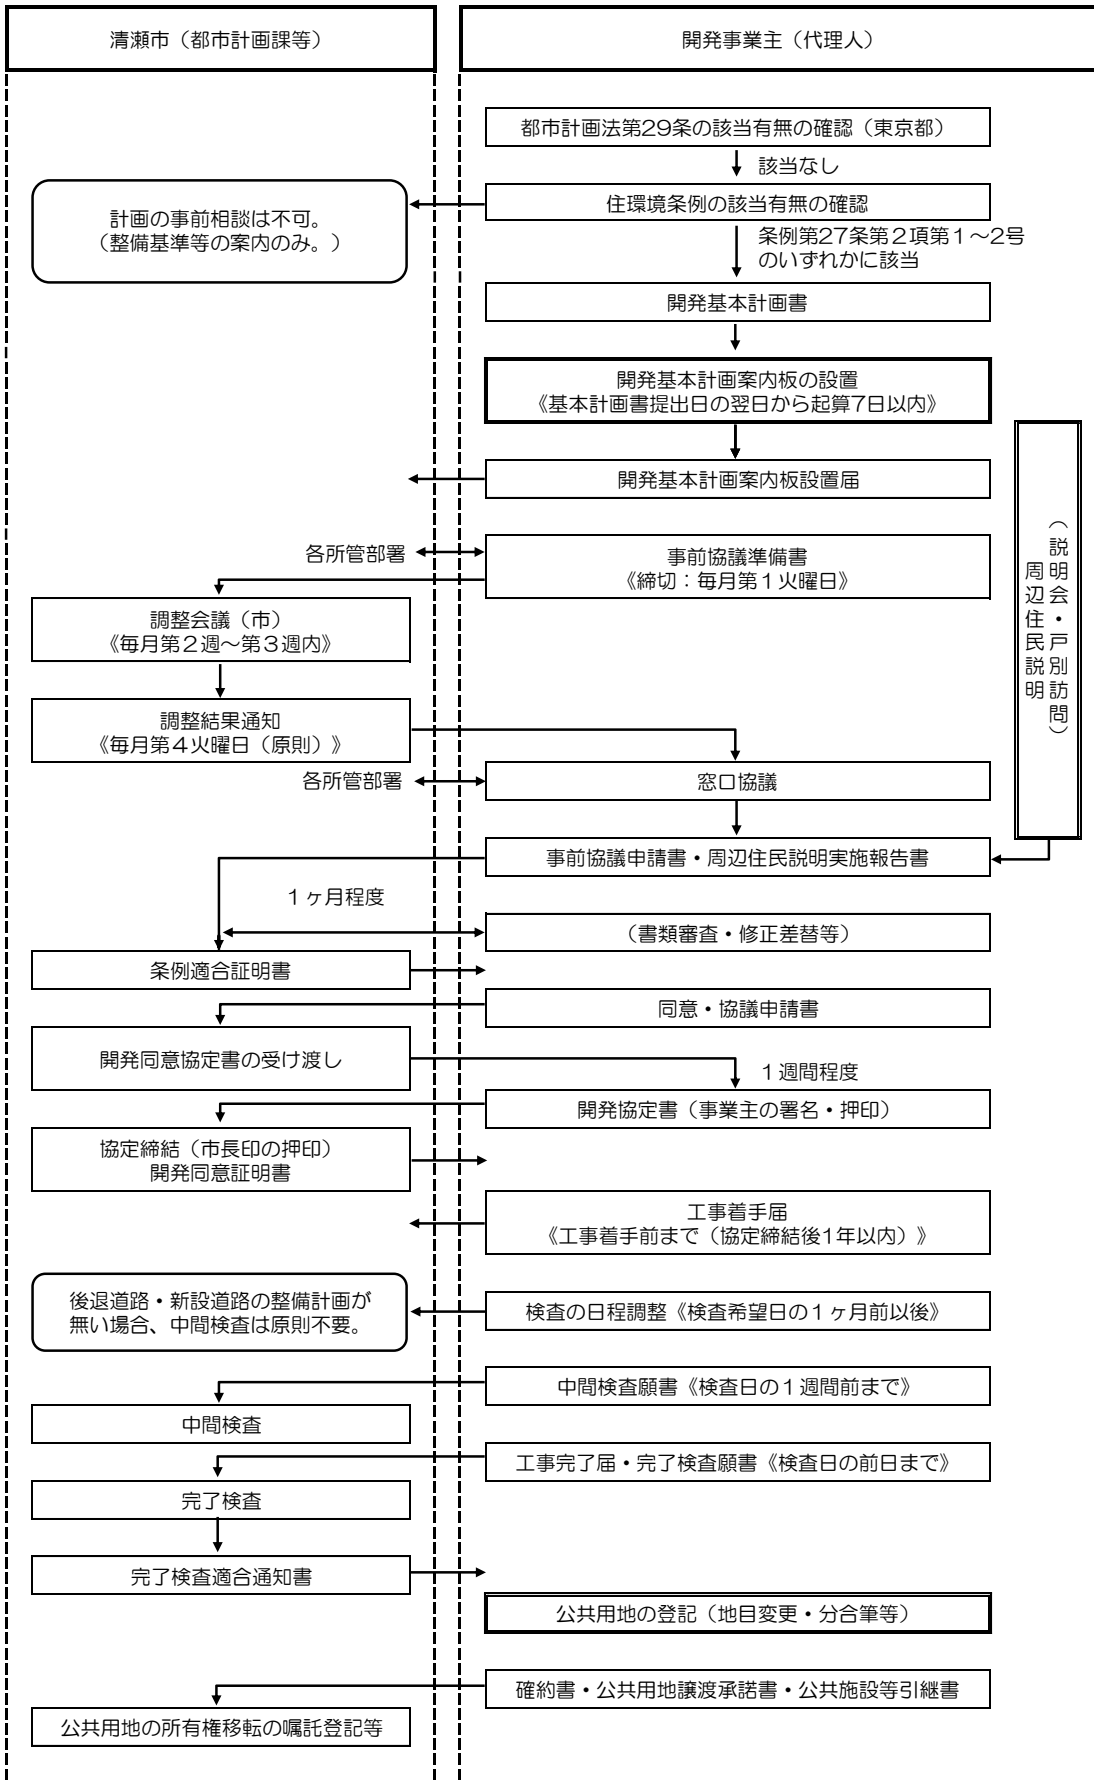 清瀬市（都市計画課等）
開発事業主（代理人）
都市計画法第29条の該当有無の確認（東京都）
該当なし
計画の事前相談は不可。
（整備基準等の案内のみ。）
住環境条例の該当有無の確認
条例第27条第２項第１～2号
のいずれかに該当
開発基本計画書
開発基本計画案内板の設置
《基本計画書提出日の翌日から起算7日以内》
開発基本計画案内板設置届
周辺住民説明
（説明会・戸別訪問）
各所管部署
事前協議準備書
《締切：毎月第１火曜日》
調整会議（市）
《毎月第２週～第３週内》
調整結果通知
《毎月第４火曜日（原則）》
各所管部署
窓口協議
事前協議申請書・周辺住民説明実施報告書
１ヶ月程度
（書類審査・修正差替等）
条例適合証明書
同意・協議申請書
開発同意協定書の受け渡し
１週間程度
開発協定書（事業主の署名・押印）
協定締結（市長印の押印）
開発同意証明書
工事着手届
《工事着手前まで（協定締結後1年以内）》
後退道路・新設道路の整備計画が
無い場合、中間検査は原則不要。
検査の日程調整《検査希望日の１ヶ月前以後》
中間検査願書《検査日の１週間前まで》
中間検査
工事完了届・完了検査願書《検査日の前日まで》
完了検査
完了検査適合通知書
公共用地の登記（地目変更・分合筆等）
確約書・公共用地譲渡承諾書・公共施設等引継書
公共用地の所有権移転の嘱託登記等